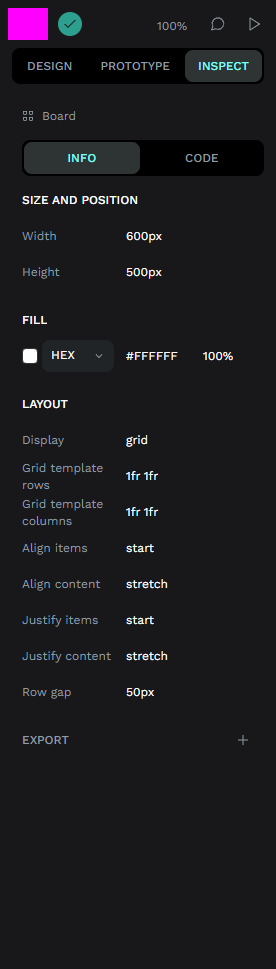 100%
DESIGN PROTOTYPE INSPECT
Board
INFO CODE
SIZE AND POSITION
Width 600px
Height 500px
FILL
HEX #FFFFFF 100%
LAYOUT
Display grid
Grid template
rows 1fr 1fr
Grid template
columns 1fr 1fr
Align items start
Align content stretch
Justify items start
Justify content stretch
Row gap 50px
EXPORT